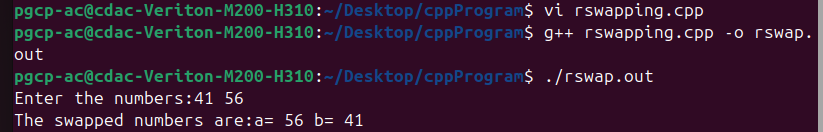 pgcp-ac@cdac-Veriton-M200-H310:~/Desktop/cppProgram$ vi rswapping.cpp
pgcp-ac@cdac-Veriton-M200-H310:~/Desktop/cppProgram$ g++ rswapping.cpp -o rswap.
out
pgcp-ac@cdac-Veriton-M200-H310:~/Desktop/cppProgram$ ./rswap.out
Enter the numbers:41 56
The swapped numbers are:a= 56 b= 41